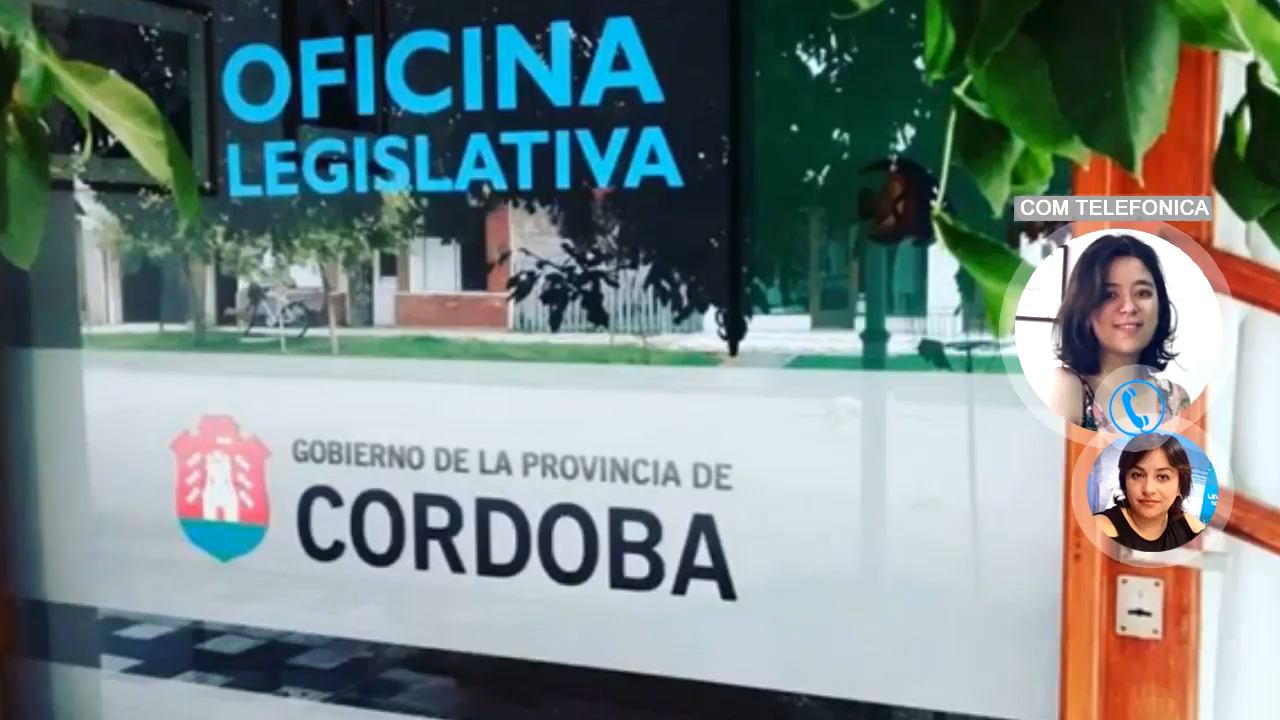 OFICINA
LEGISLATIVA
COM TELEFONICA
GOBIERNO DE LA PROVINCIA DE
CORDOBA